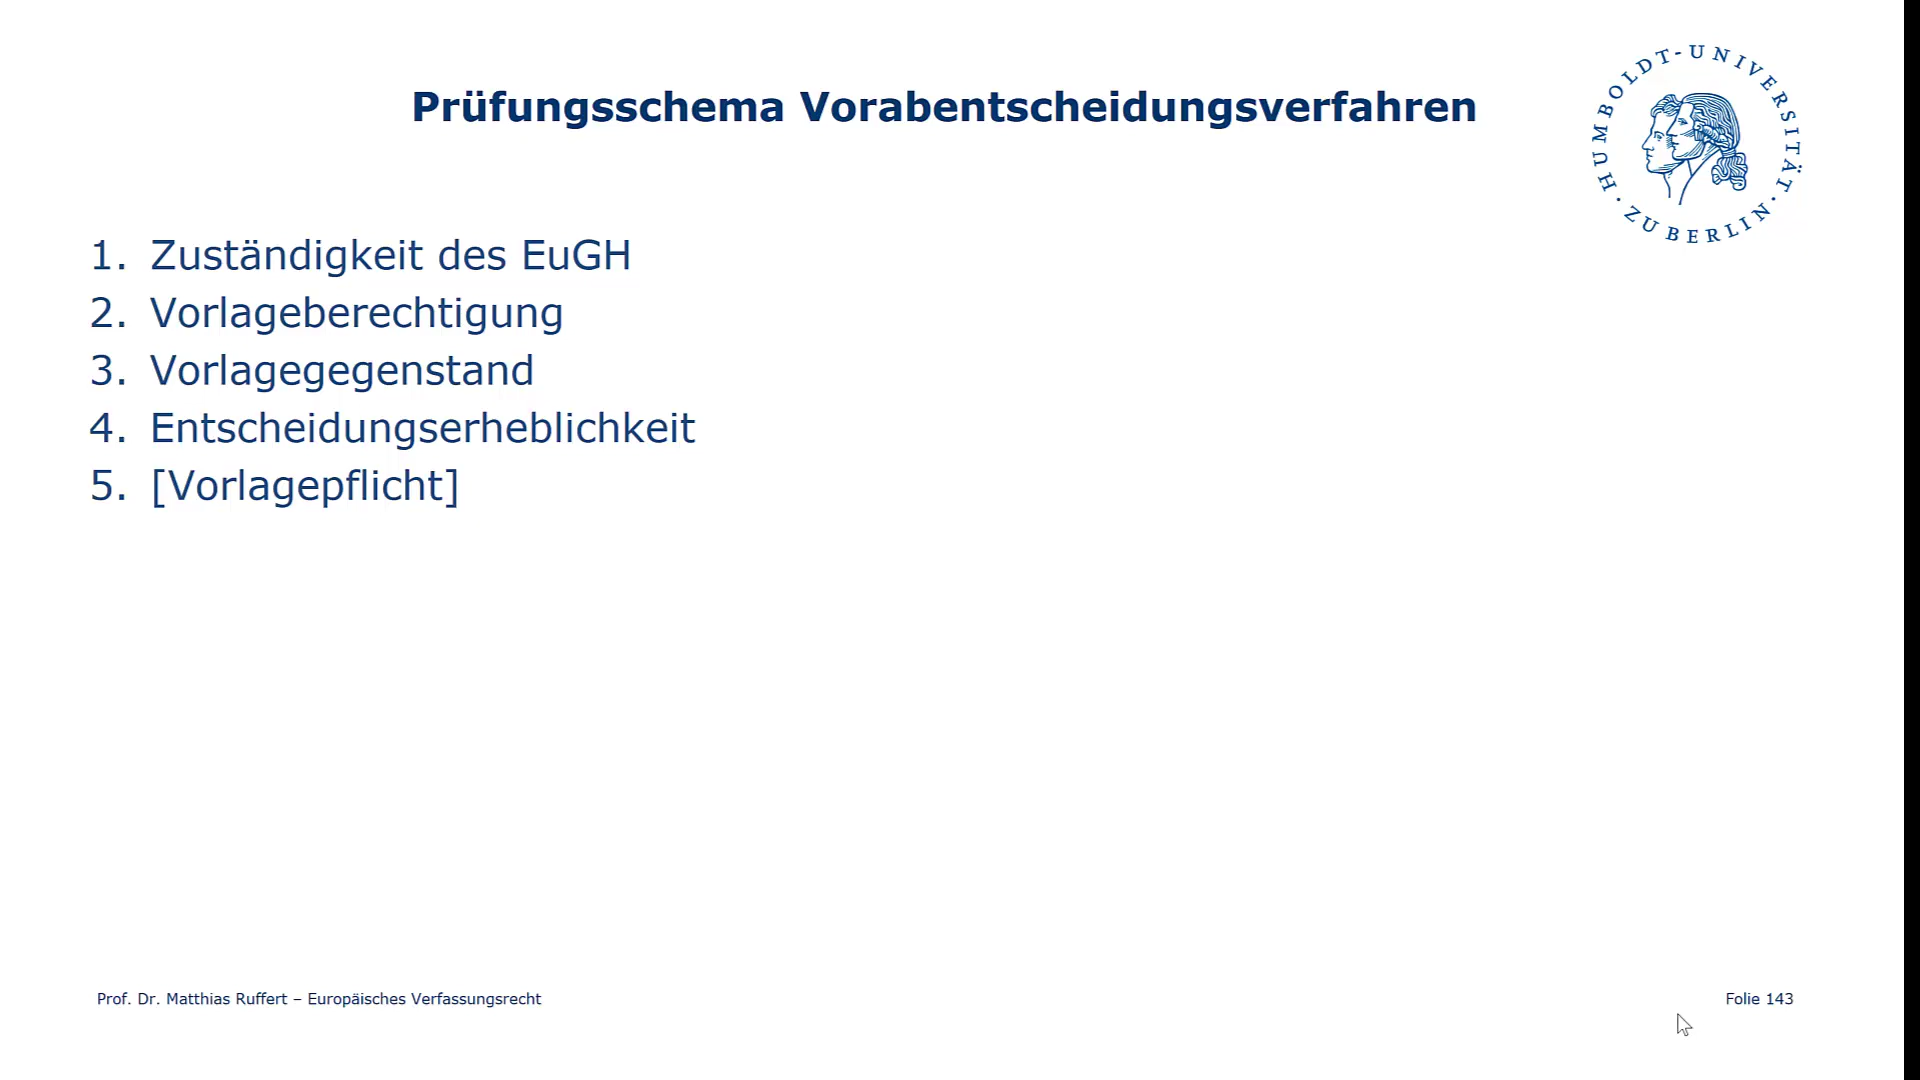 Prüfungsschema Vorabentscheidungsverfahren
HUMBOLDT-UNIVERSITÄT · ZU BERLIN ·
1. Zuständigkeit des EuGH
2. Vorlageberechtigung
3. Vorlagegegenstand
4. Entscheidungserheblichkeit
5. [Vorlagepflicht]
Prof. Dr. Matthias Ruffert – Europäisches Verfassungsrecht
Folie 143